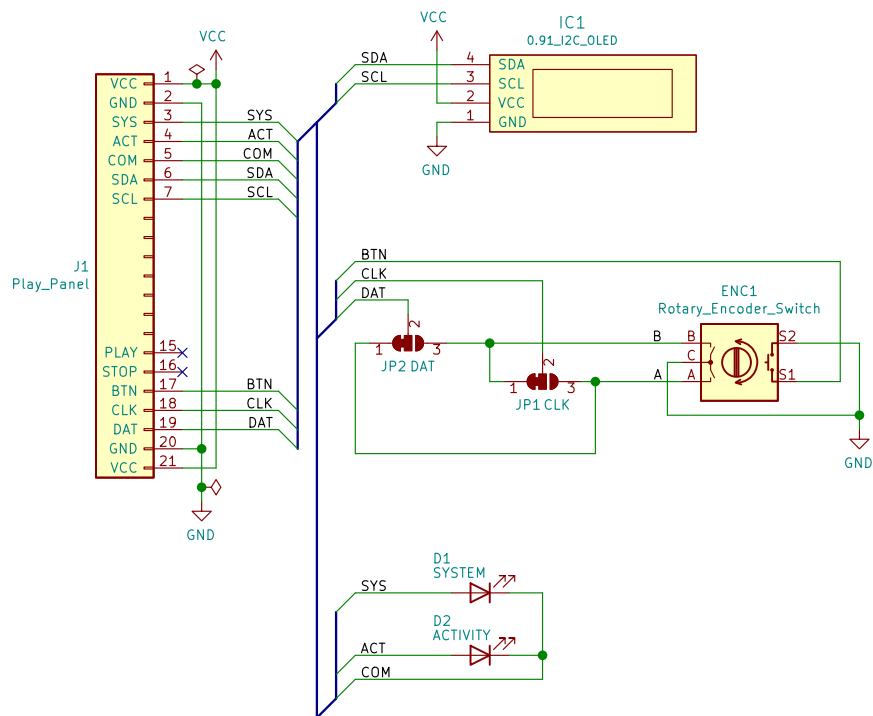 VCC
VCC
IC1
0.91_I2C_OLED
J1
Play_Panel
VCC 1
GND 2
SYS 3 SYS
ACT 4 ACT
COM 5 COM
SDA 6 SDA
SCL 7 SCL
PLAY 15
STOP 16
BTN 17 BTN
CLK 18 CLK
DAT 19 DAT
GND 20
VCC 21
GND
SDA 4 SDA
SCL 3 SCL
2 VCC
1 GND
GND
BTN
CLK
DAT
1 2 3
JP2 DAT
1 2 3
JP1 CLK
ENC1
Rotary_Encoder_Switch
B B S2
C
A A S1
GND
D1
SYSTEM
SYS
D2
ACTIVITY
ACT
COM